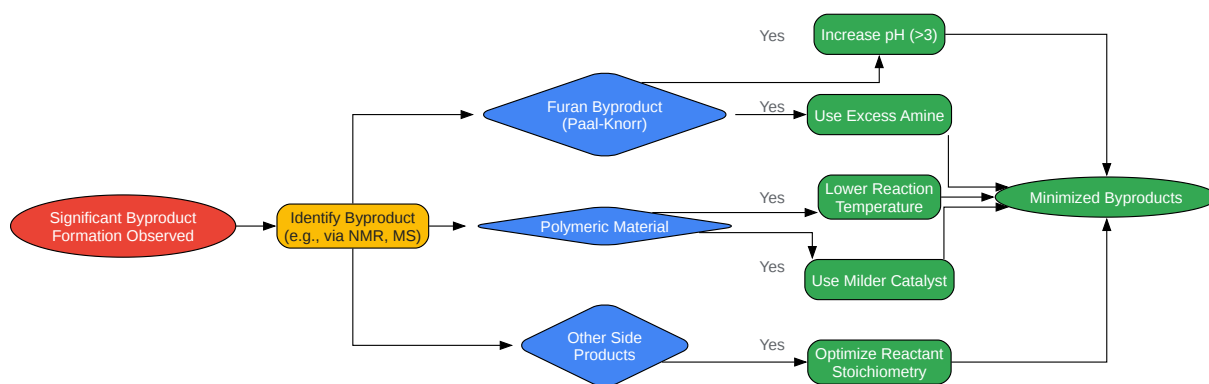 Significant Byproduct
Formation Observed
Identify Byproduct
(e.g., via NMR, MS)
Furan Byproduct
(Paal-Knorr)
Yes
Increase pH (>3)
Yes
Use Excess Amine
Polymeric Material
Yes
Lower Reaction
Temperature
Yes
Use Milder Catalyst
Other Side
Products
Yes
Optimize Reactant
Stoichiometry
Minimized Byproducts